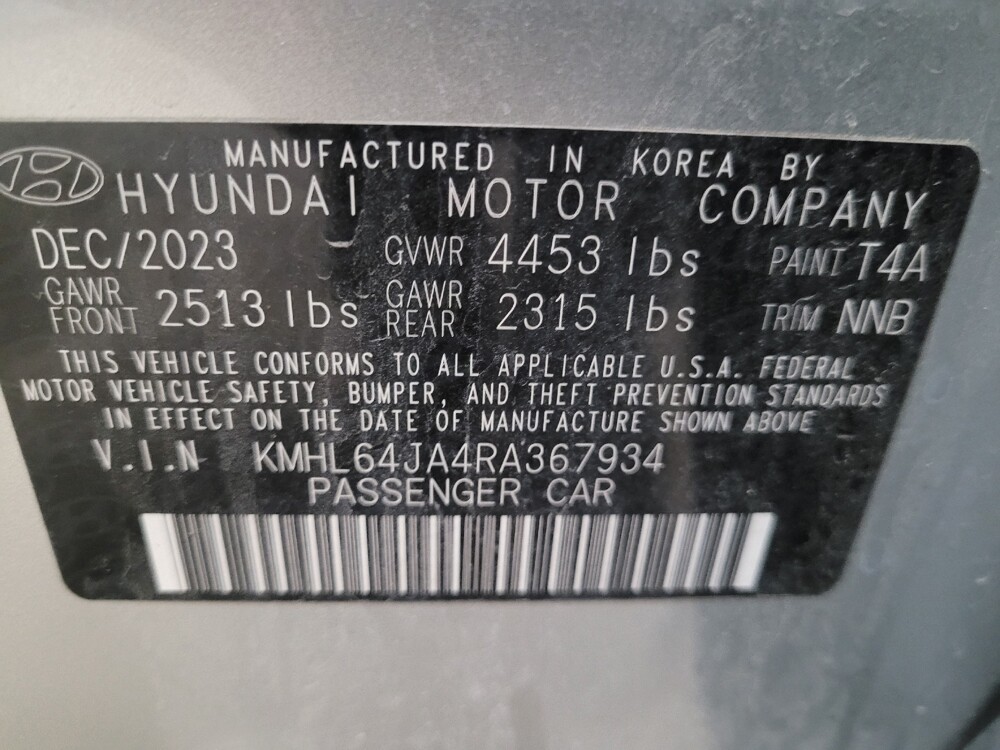 MANUFACTURED IN KOREA BY
HYUNDAI MOTOR COMPANY
DEC/2023 GVWR 4453 lbs PAINT T4A
GAWR FRONT 2513 lbs GAWR REAR 2315 lbs TRIM NNB
THIS VEHICLE CONFORMS TO ALL APPLICABLE U.S.A. FEDERAL
MOTOR VEHICLE SAFETY, BUMPER, AND THEFT PREVENTION STANDARDS
IN EFFECT ON THE DATE OF MANUFACTURE SHOWN ABOVE
V.I.N KMHL64JA4RA367934
PASSENGER CAR